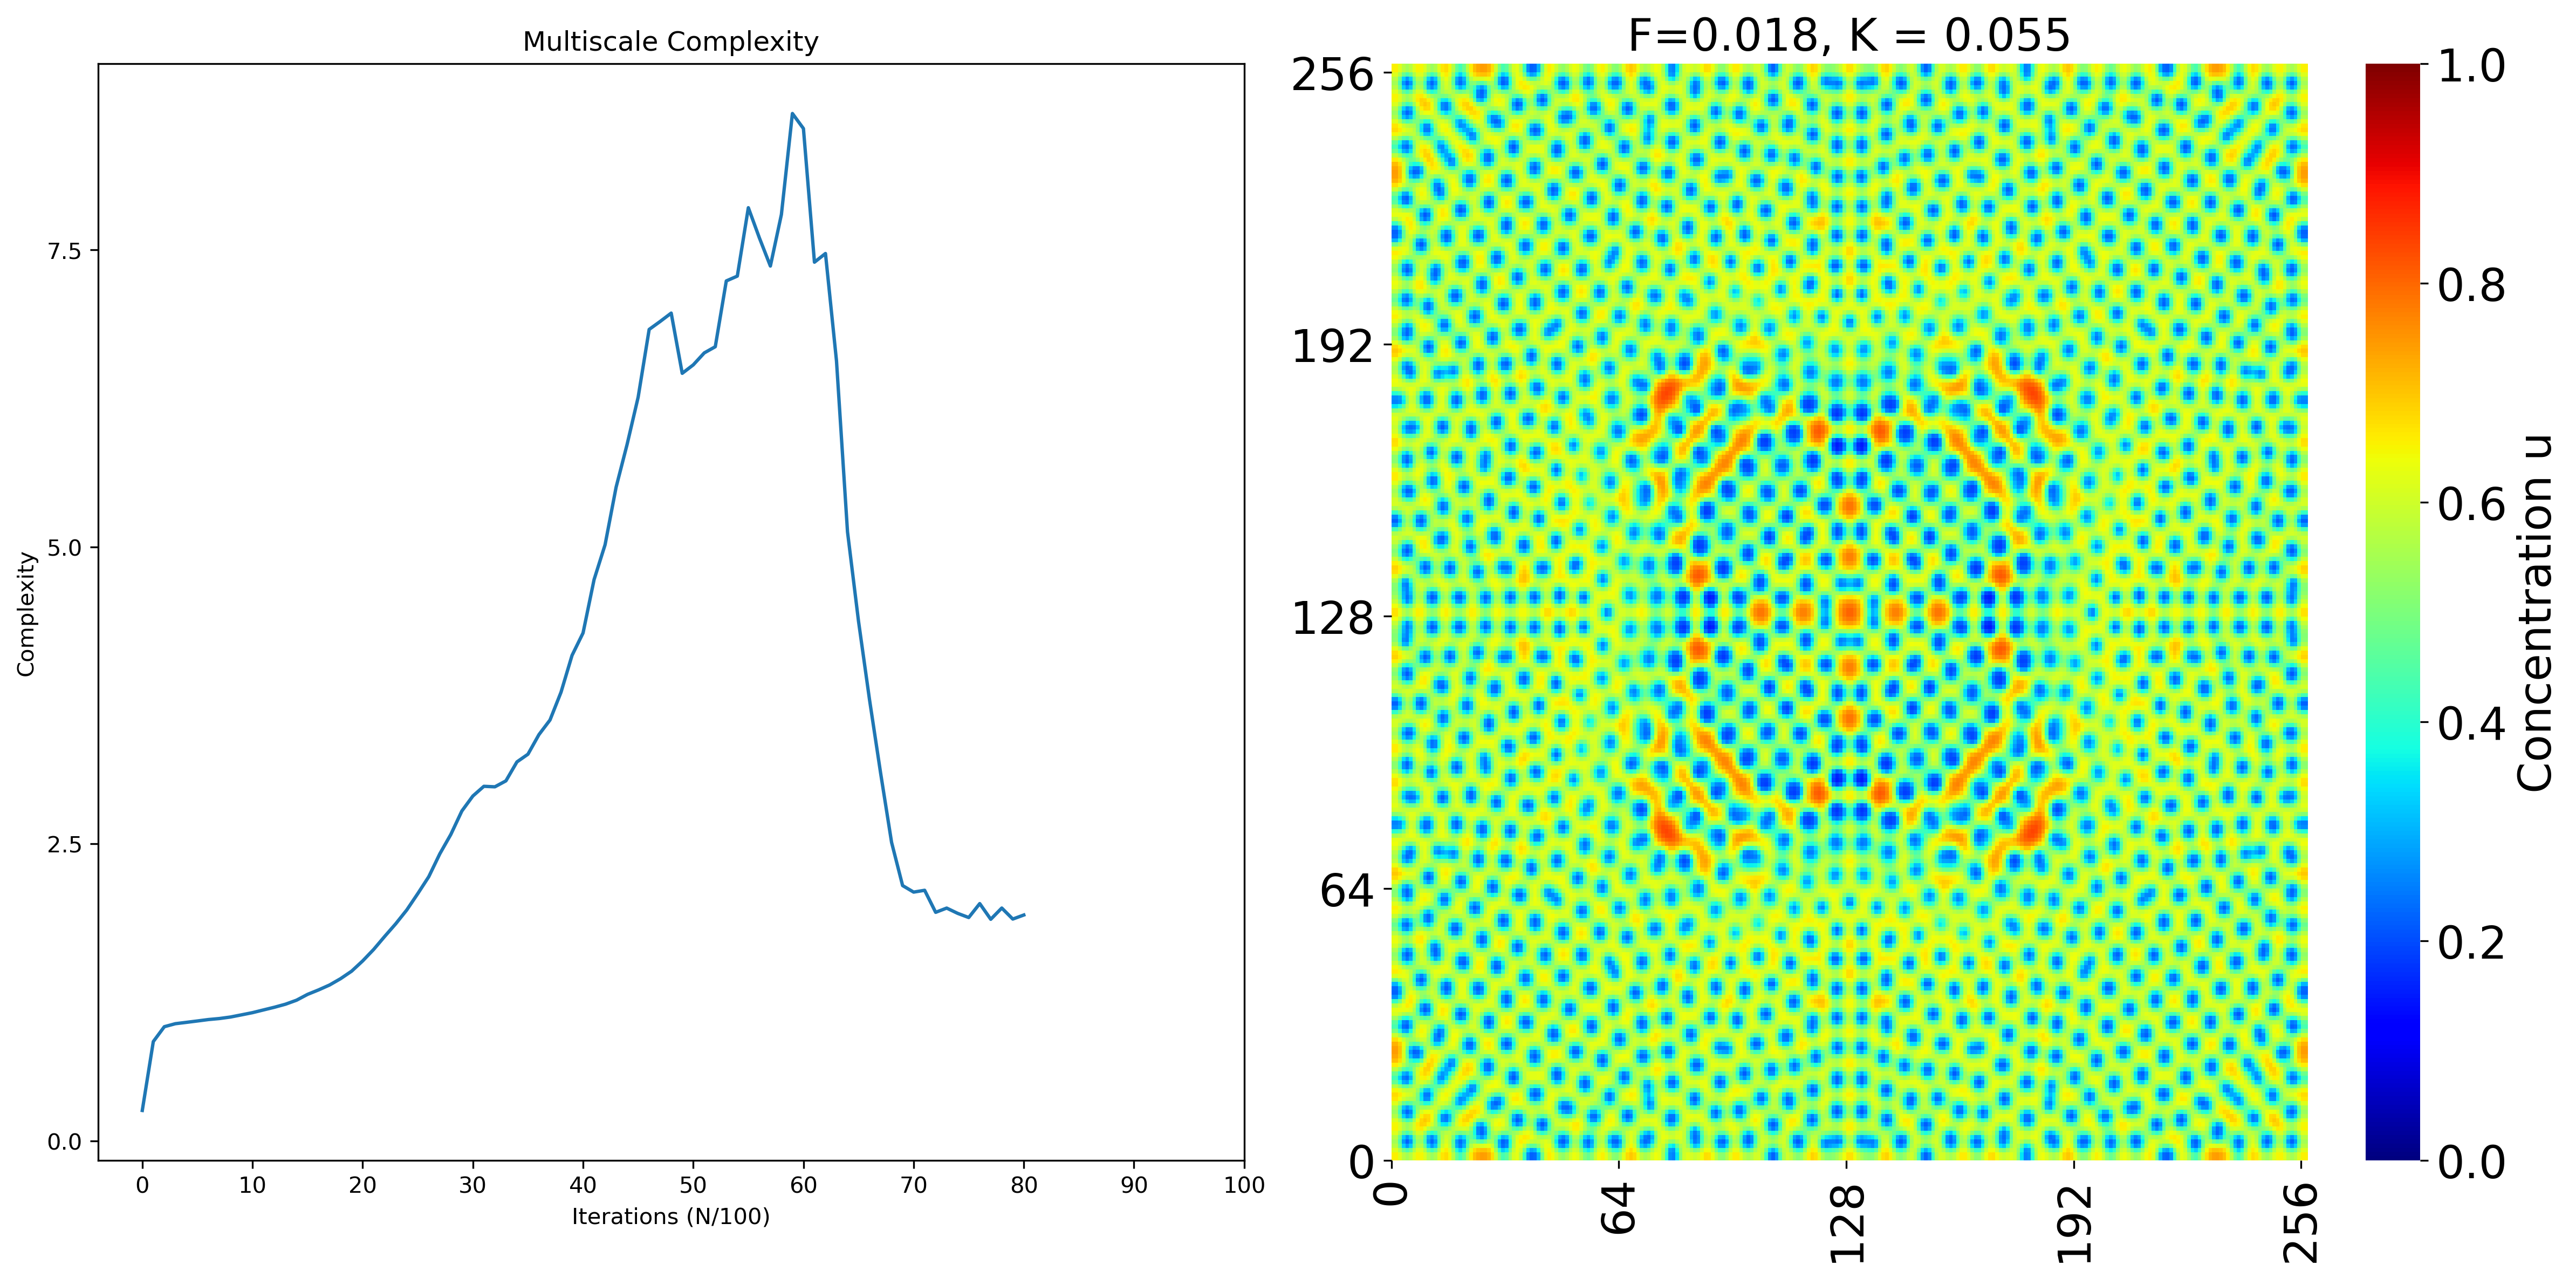 Multiscale Complexity
7.5
5.0
2.5
0.0
Complexity
0 10 20 30 40 50 60 70 80 90 100
Iterations (N/100)
F=0.018, K = 0.055
256
192
128
64
0
0 64 128 192 256
1.0
0.8
0.6
0.4
0.2
0.0
Concentration u